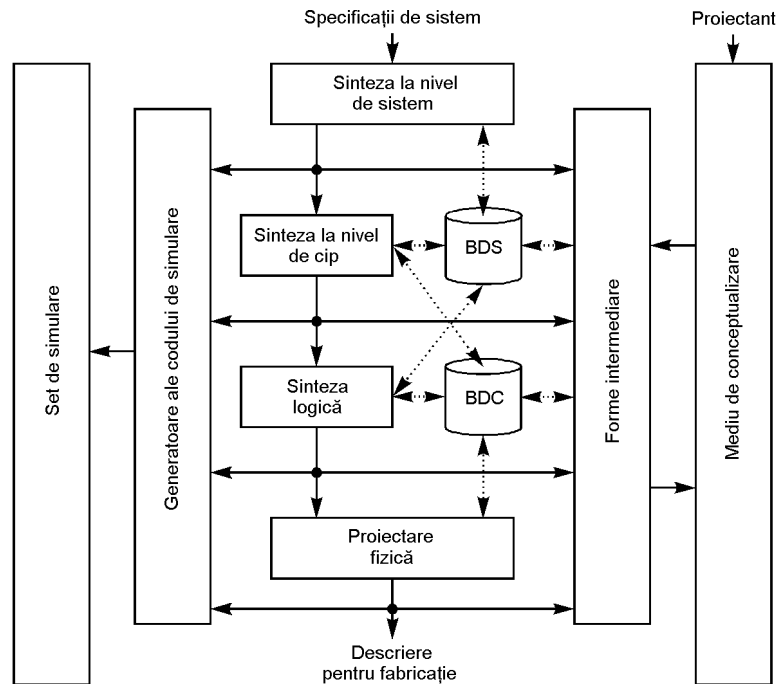 Specificații de sistem
Proiectant
Sinteza la nivel
de sistem
Set de simulare
Generatoare ale codului de simulare
Sinteza la nivel
de cip
BDS
Forme intermediare
Mediu de conceptualizare
Sinteza
logică
BDC
Proiectare
fizică
Descriere
pentru fabricație